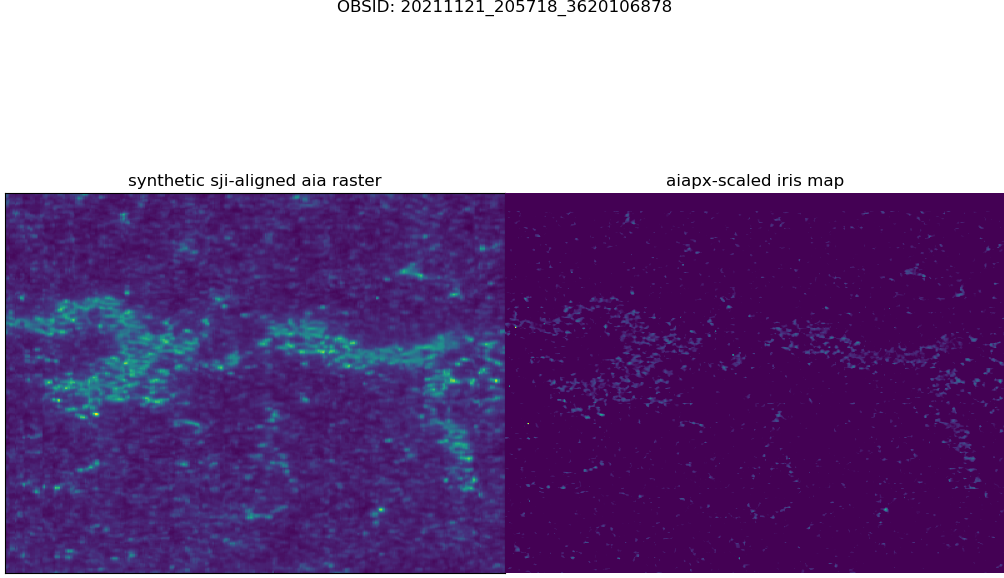 OBSID: 20211121_205718_3620106878
synthetic sji-aligned aia raster
aiapx-scaled iris map